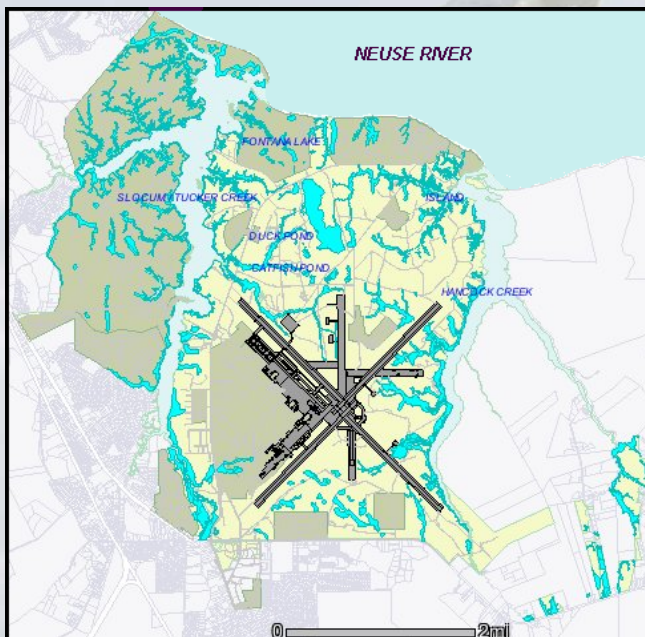 NEUSE RIVER
FONTANA LAKE
SLOCUM TUCKER CREEK
ISLAND
DUCK POND
CATFISH POND
HANCOCK CREEK
0 2mi